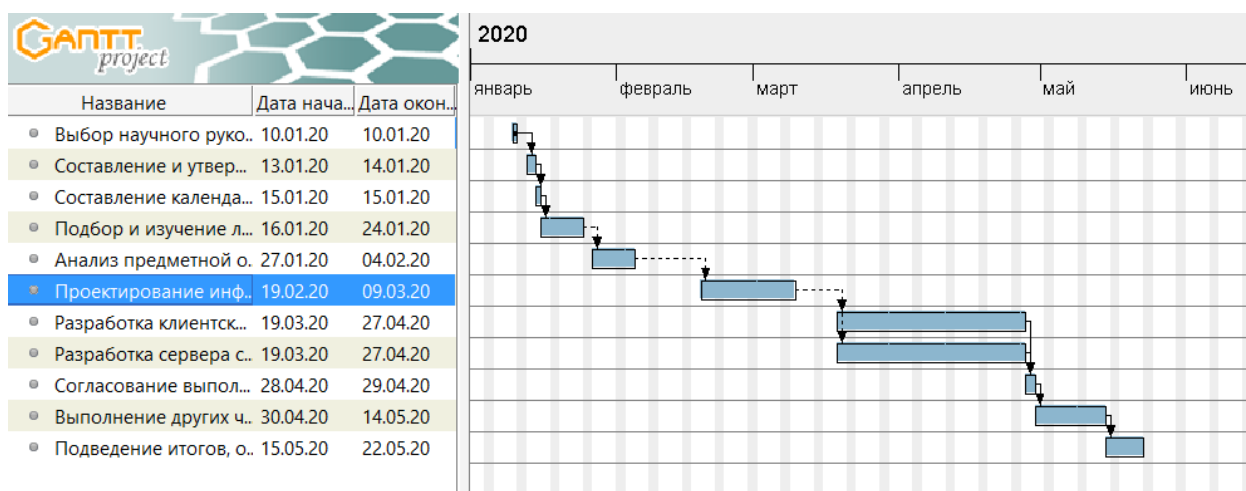 GANTT
project
2020
январь февраль март апрель май июнь
Название Дата нача... Дата окон...
Выбор научного руко.. 10.01.20 10.01.20
Составление и утвер... 13.01.20 14.01.20
Составление календа... 15.01.20 15.01.20
Подбор и изучение л... 16.01.20 24.01.20
Анализ предметной о. 27.01.20 04.02.20
Проектирование инф.. 19.02.20 09.03.20
Разработка клиентск... 19.03.20 27.04.20
Разработка сервера с.. 19.03.20 27.04.20
Согласование выпол... 28.04.20 29.04.20
Выполнение других ч.. 30.04.20 14.05.20
Подведение итогов, о.. 15.05.20 22.05.20